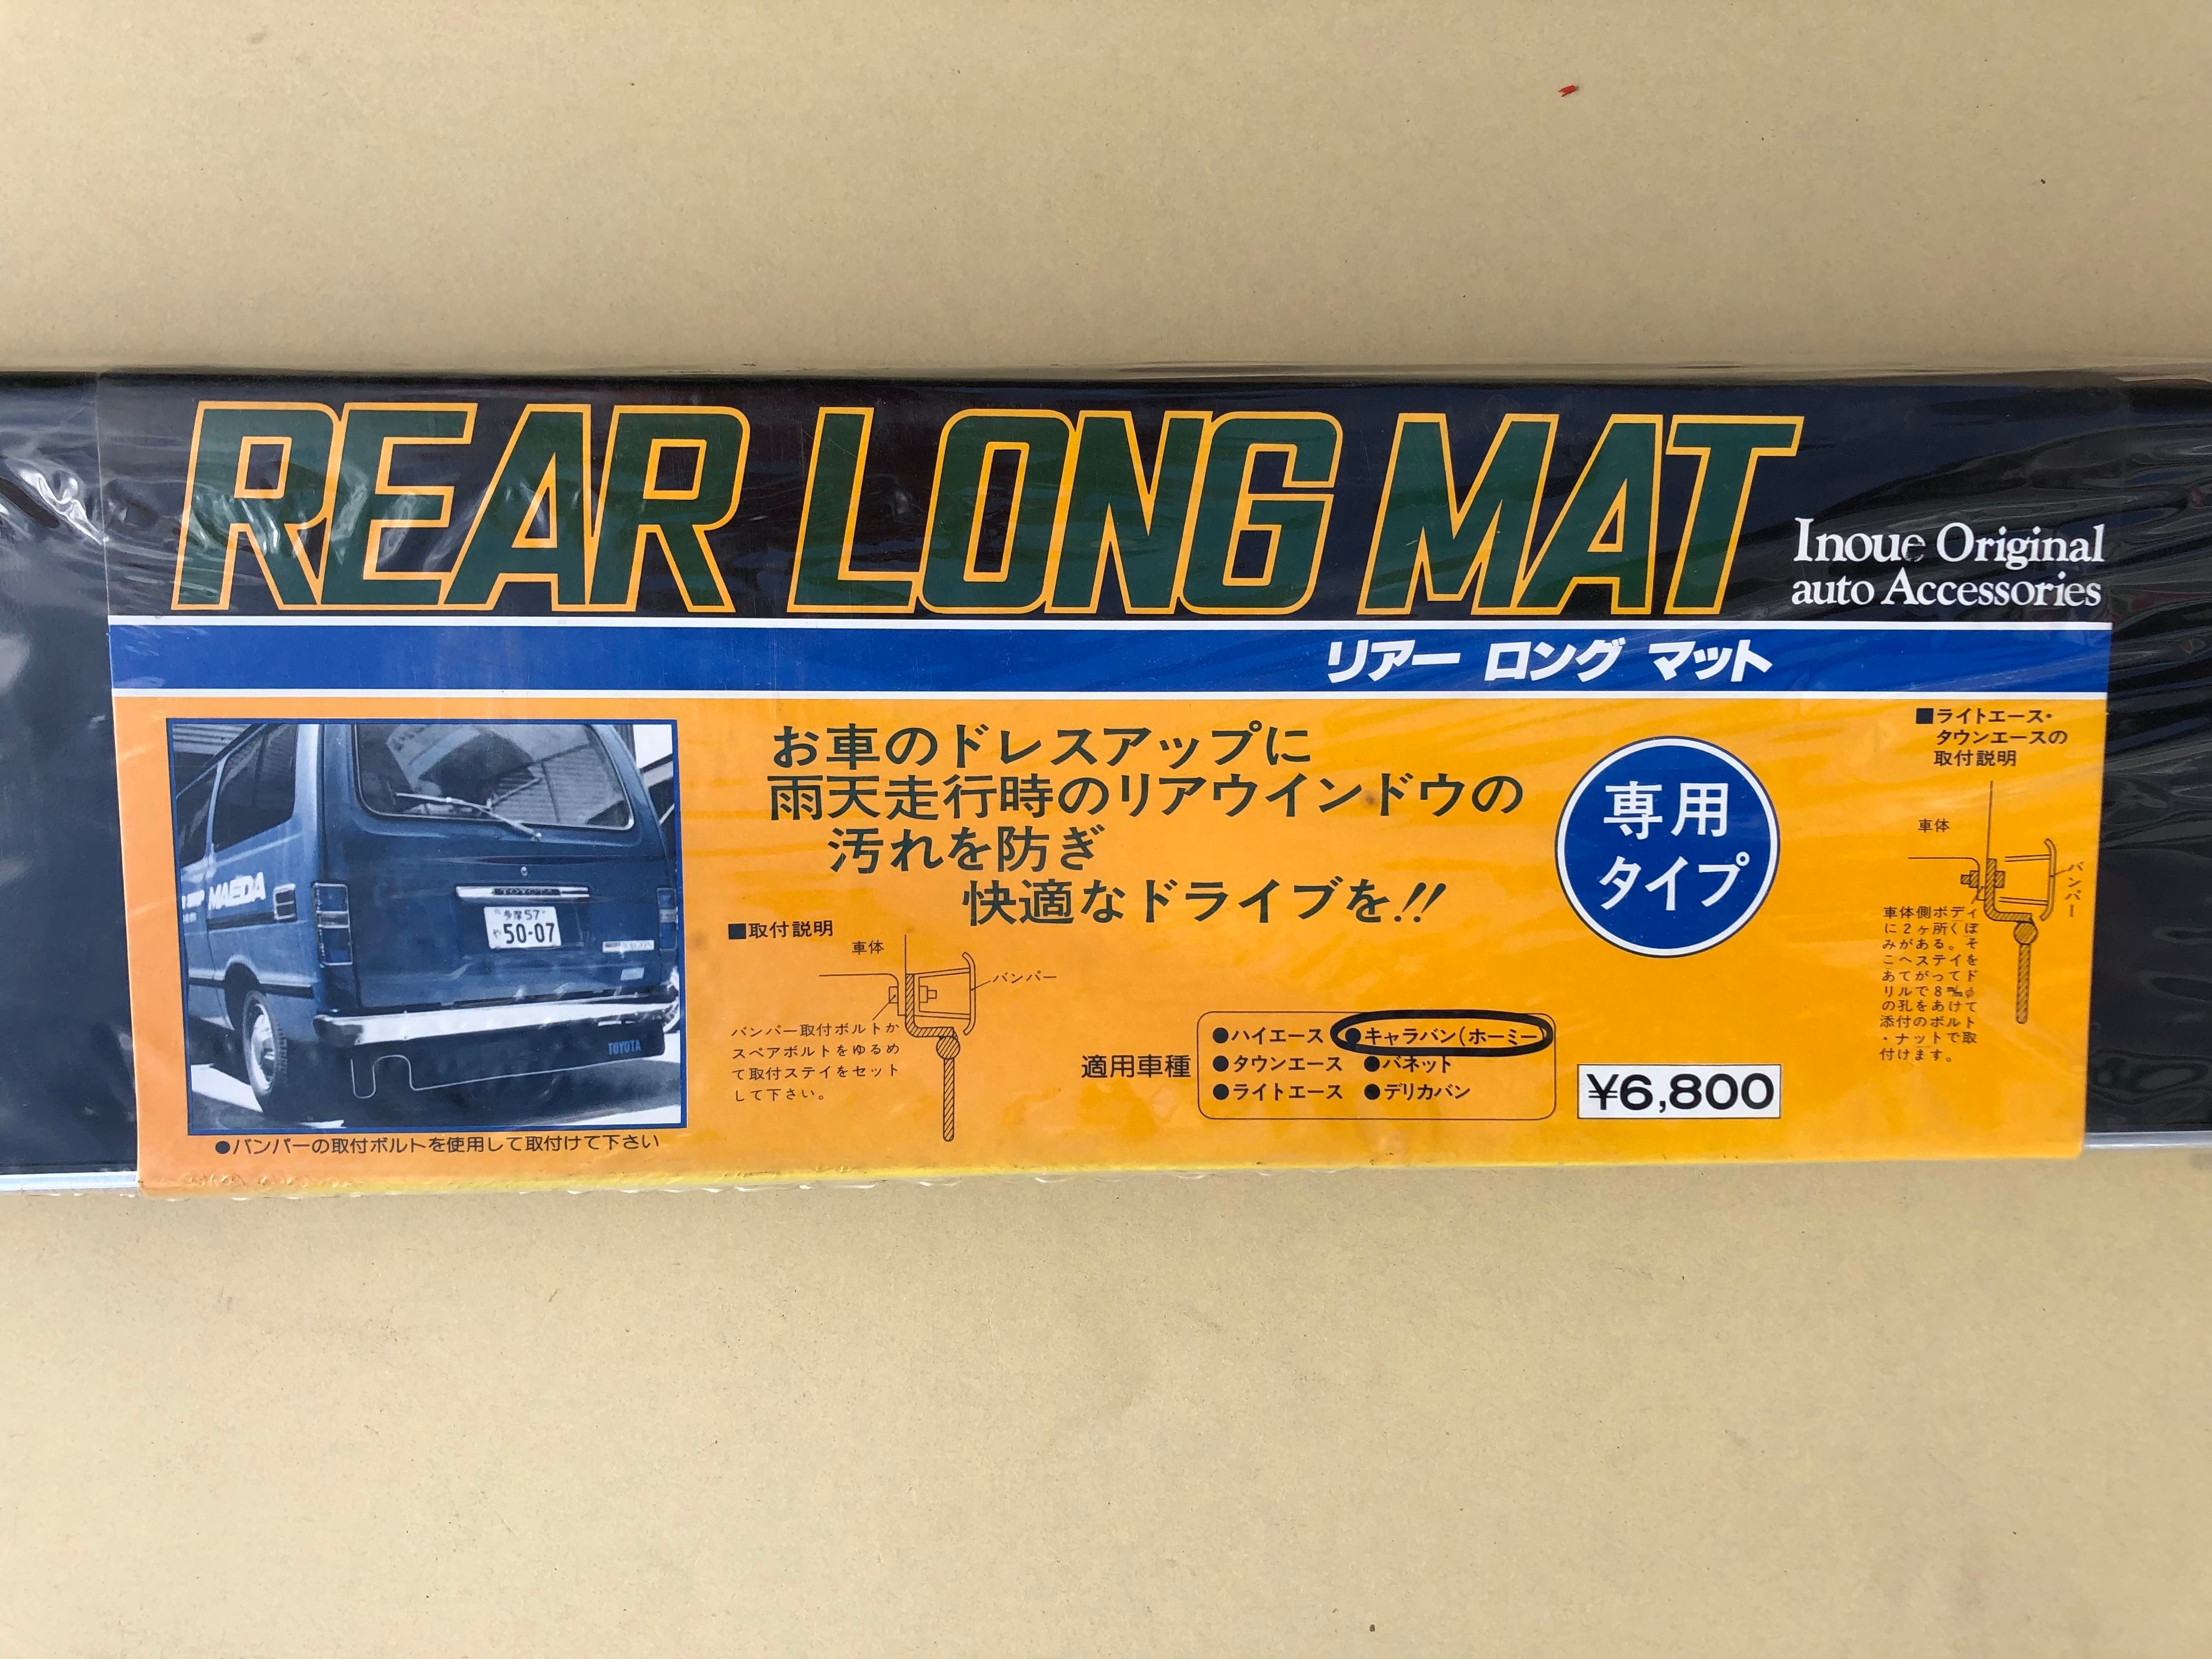 REAR LONG MAT
Inoue Original
auto Accessories
リアー ロング マット
お車のドレスアップに
雨天走行時のリアウインドウの
汚れを防ぎ
快適なドライブを!!
専用
タイプ
MAEDA
TOYOTA
多摩57
や 50-07
TOYOTA
●バンパーの取付ボルトを使用して取付けて下さい
■取付説明
車体
バンパー
バンパー取付ボルトか
スペアボルトをゆるめ
て取付ステイをセット
して下さい。
適用車種
●ハイエース ●キャラバン(ホーミー)
●タウンエース ●バネット
●ライトエース ●デリカバン
¥6,800
■ライトエース・
タウンエースの
取付説明
車体
バンパー
車体側ボディ
に2ヶ所くぼ
みがある。そ
こへステイを
あてがってド
リルで8㎜φ
の孔をあけて
添付のボルト
・ナットで取
付けます。